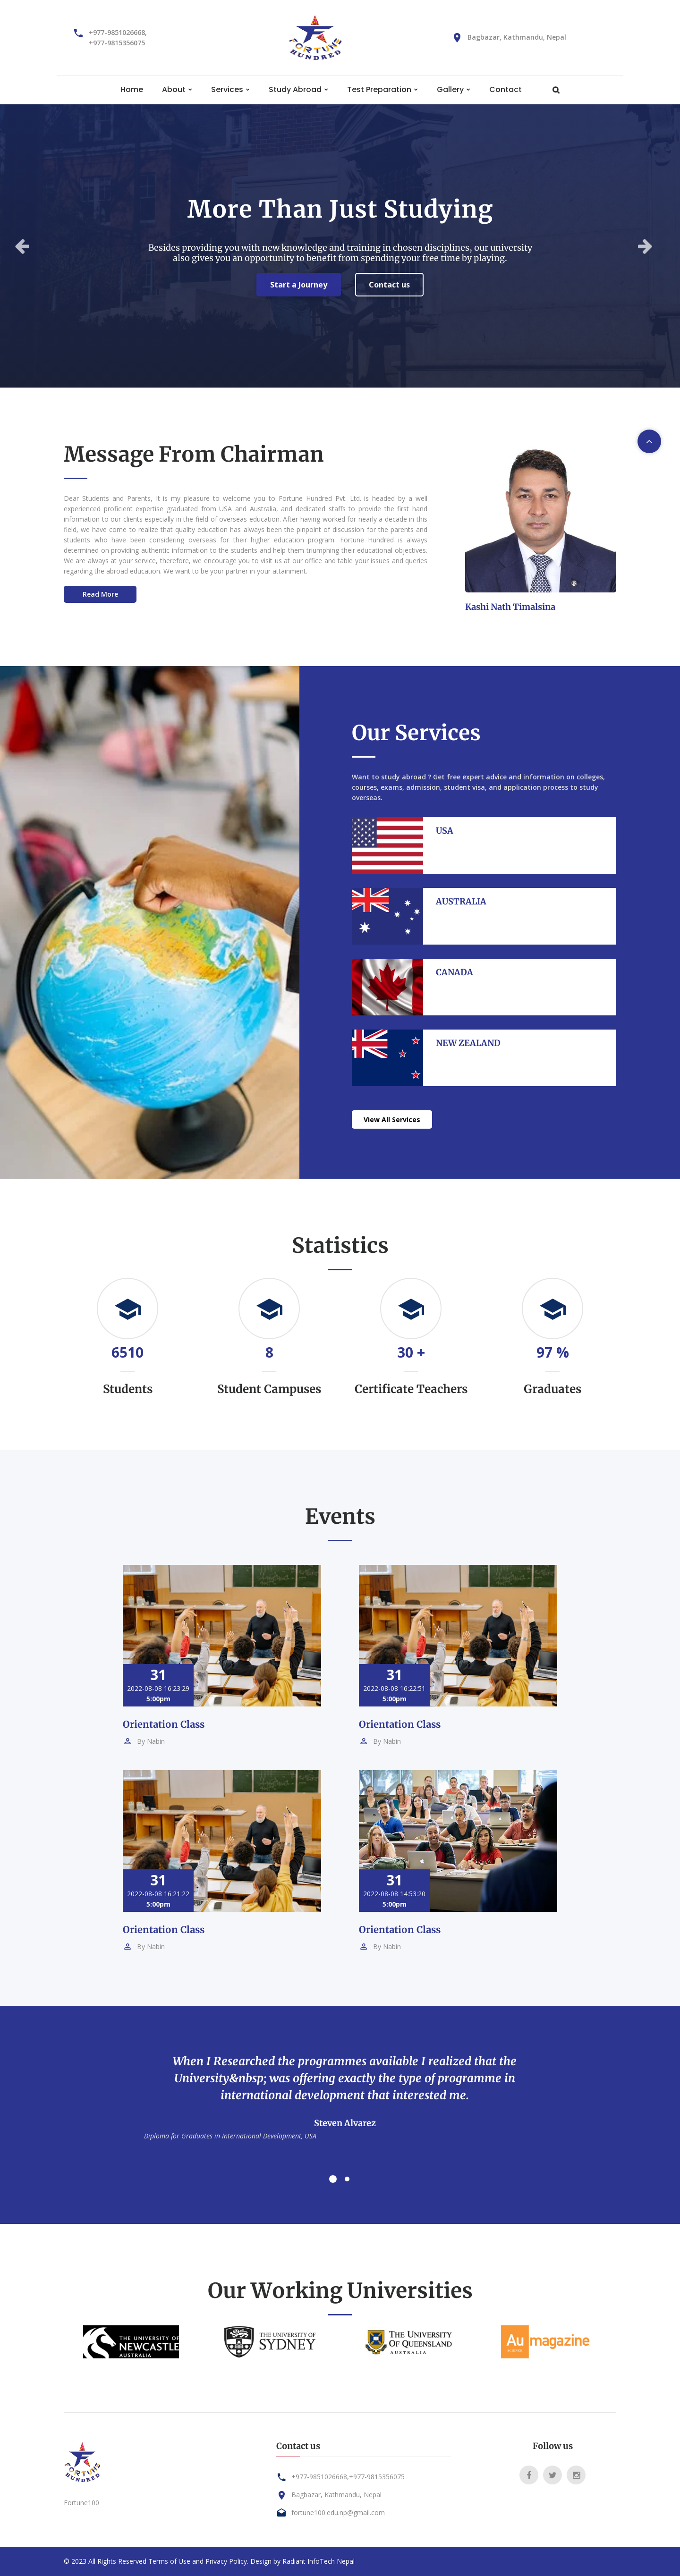 +977-9851026668,
+977-9815356075
FORTUNE
HUNDRED
Bagbazar, Kathmandu, Nepal
Home About Services Study Abroad Test Preparation Gallery Contact
More Than Just Studying
Besides providing you with new knowledge and training in chosen disciplines, our university
also gives you an opportunity to benefit from spending your free time by playing.
Start a Journey Contact us
Message From Chairman
Dear Students and Parents, It is my pleasure to welcome you to Fortune Hundred Pvt. Ltd. is headed by a well
experienced proficient expertise graduated from USA and Australia, and dedicated staffs to provide the first hand
information to our clients especially in the field of overseas education. After having worked for nearly a decade in this
field, we have come to realize that quality education has always been the pinpoint of discussion for the parents and
students who have been considering overseas for their higher education program. Fortune Hundred is always
determined on providing authentic information to the students and help them triumphing their educational objectives.
We are always at your service, therefore, we encourage you to visit us at our office and table your issues and queries
regarding the abroad education. We want to be your partner in your attainment.
Read More
Kashi Nath Timalsina
Our Services
Want to study abroad ? Get free expert advice and information on colleges,
courses, exams, admission, student visa, and application process to study
overseas.
USA
AUSTRALIA
CANADA
NEW ZEALAND
View All Services
Statistics
6510 8 30 + 97 %
Students Student Campuses Certificate Teachers Graduates
Events
31
2022-08-08 16:23:29
5:00pm
Orientation Class
By Nabin
31
2022-08-08 16:22:51
5:00pm
Orientation Class
By Nabin
31
2022-08-08 16:21:22
5:00pm
Orientation Class
By Nabin
31
2022-08-08 14:53:20
5:00pm
Orientation Class
By Nabin
When I Researched the programmes available I realized that the
University&nbsp; was offering exactly the type of programme in
international development that interested me.
Steven Alvarez
Diploma for Graduates in International Development, USA
Our Working Universities
THE UNIVERSITY OF
NEWCASTLE
AUSTRALIA
THE UNIVERSITY OF
SYDNEY
THE UNIVERSITY
OF QUEENSLAND
AUSTRALIA
Au magazine
FORTUNE
HUNDRED
Fortune100
Contact us
+977-9851026668,+977-9815356075
Bagbazar, Kathmandu, Nepal
fortune100.edu.np@gmail.com
Follow us
© 2023 All Rights Reserved Terms of Use and Privacy Policy. Design by Radiant InfoTech Nepal